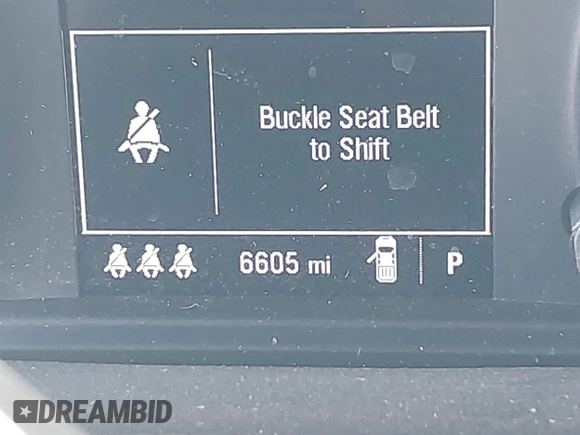 Buckle Seat Belt
to Shift
6605 mi
P
DREAMBID